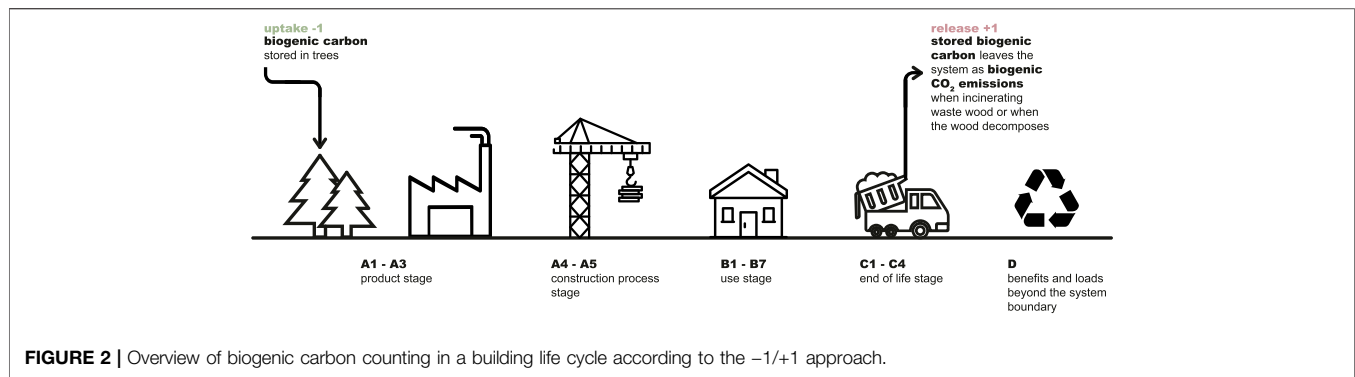 uptake -1
biogenic carbon
stored in trees
release +1
stored biogenic
carbon leaves the
system as biogenic
CO2 emissions
when incinerating
waste wood or when
the wood decomposes
A1 - A3
product stage
A4 - A5
construction process
stage
B1 - B7
use stage
C1 - C4
end of life stage
D
benefits and loads
beyond the system
boundary
FIGURE 2 | Overview of biogenic carbon counting in a building life cycle according to the −1/+1 approach.